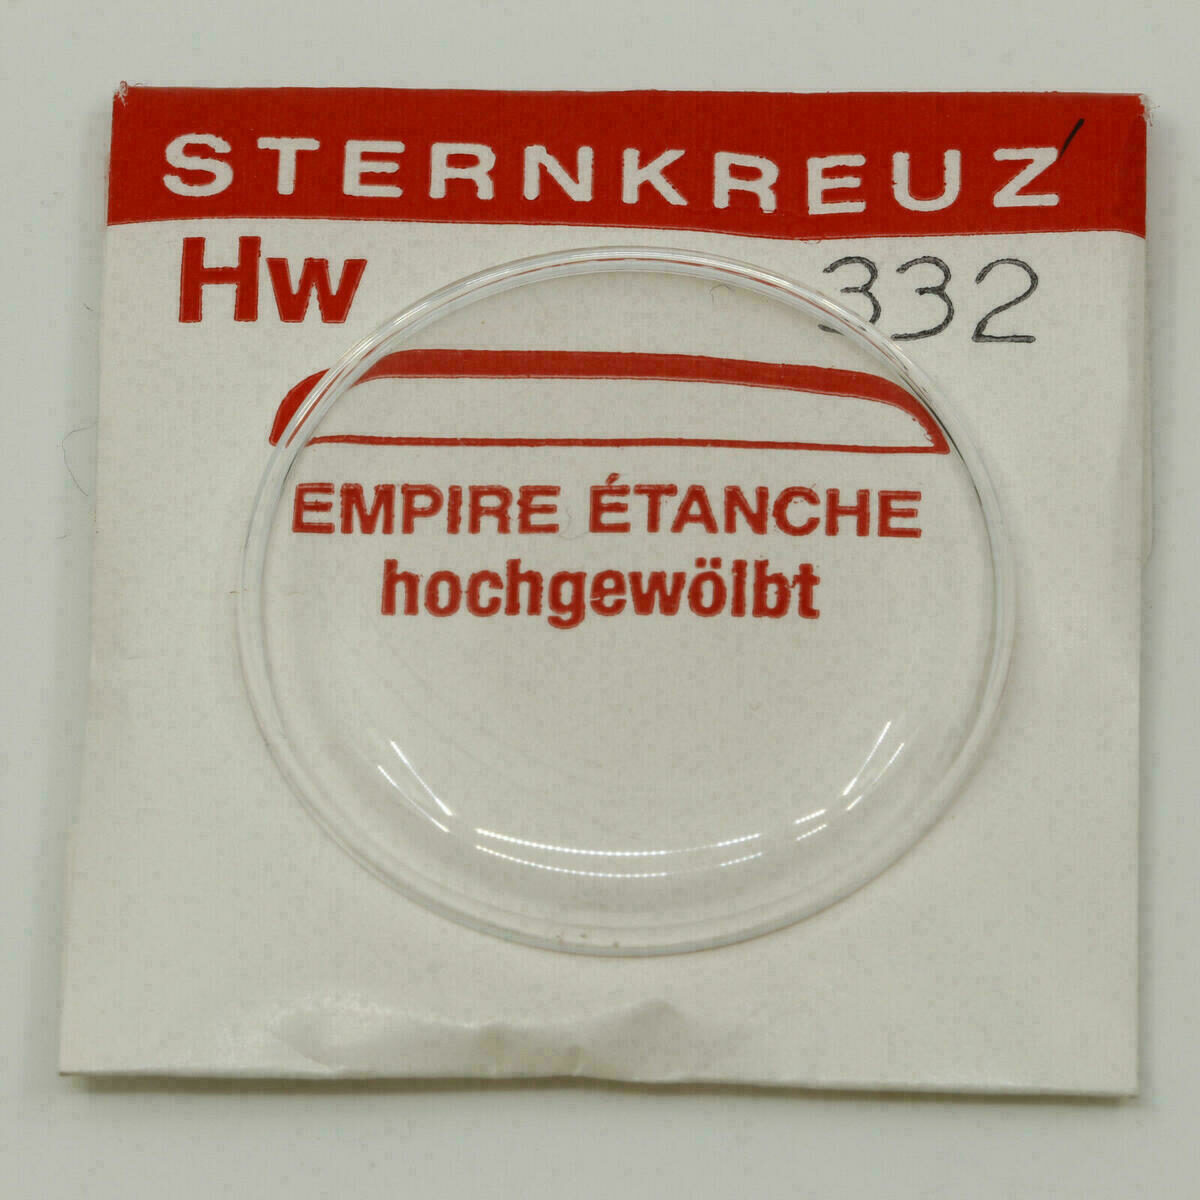 STERNKREUZ
Hw 332
EMPIRE ÉTANCHE
hochgewölbt